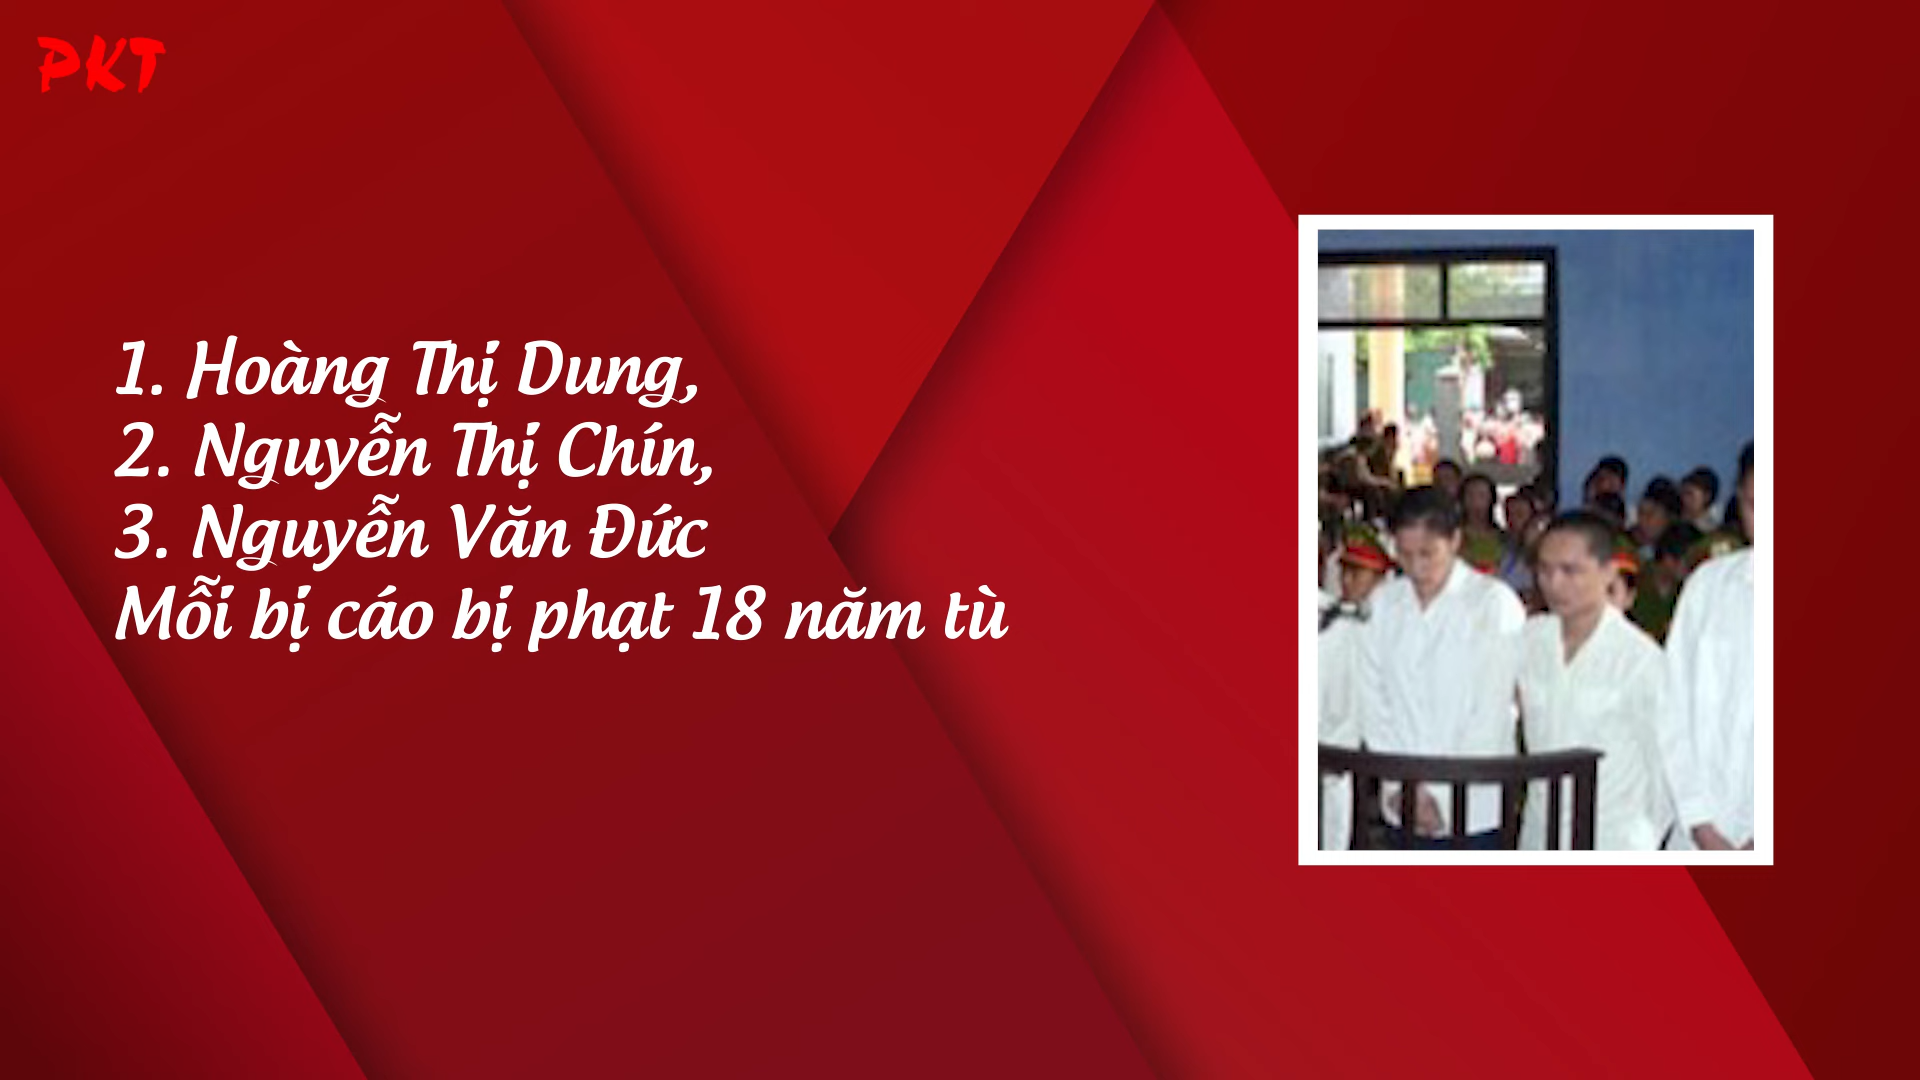 PKT
1. Hoàng Thị Dung,
2. Nguyễn Thị Chín,
3. Nguyễn Văn Đức
Mỗi bị cáo bị phạt 18 năm tù